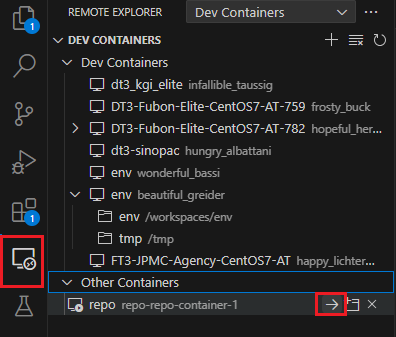 REMOTE EXPLORER
Dev Containers
DEV CONTAINERS
Dev Containers
dt3_kgi_elite infallible_taussig
DT3-Fubon-Elite-CentOS7-AT-759 frosty_buck
DT3-Fubon-Elite-CentOS7-AT-782 hopeful_her...
dt3-sinopac hungry_albattani
env wonderful_bassi
env beautiful_greider
env /workspaces/env
tmp /tmp
FT3-JPMC-Agency-CentOS7-AT happy_lichter...
Other Containers
repo repo-repo-container-1
1
1